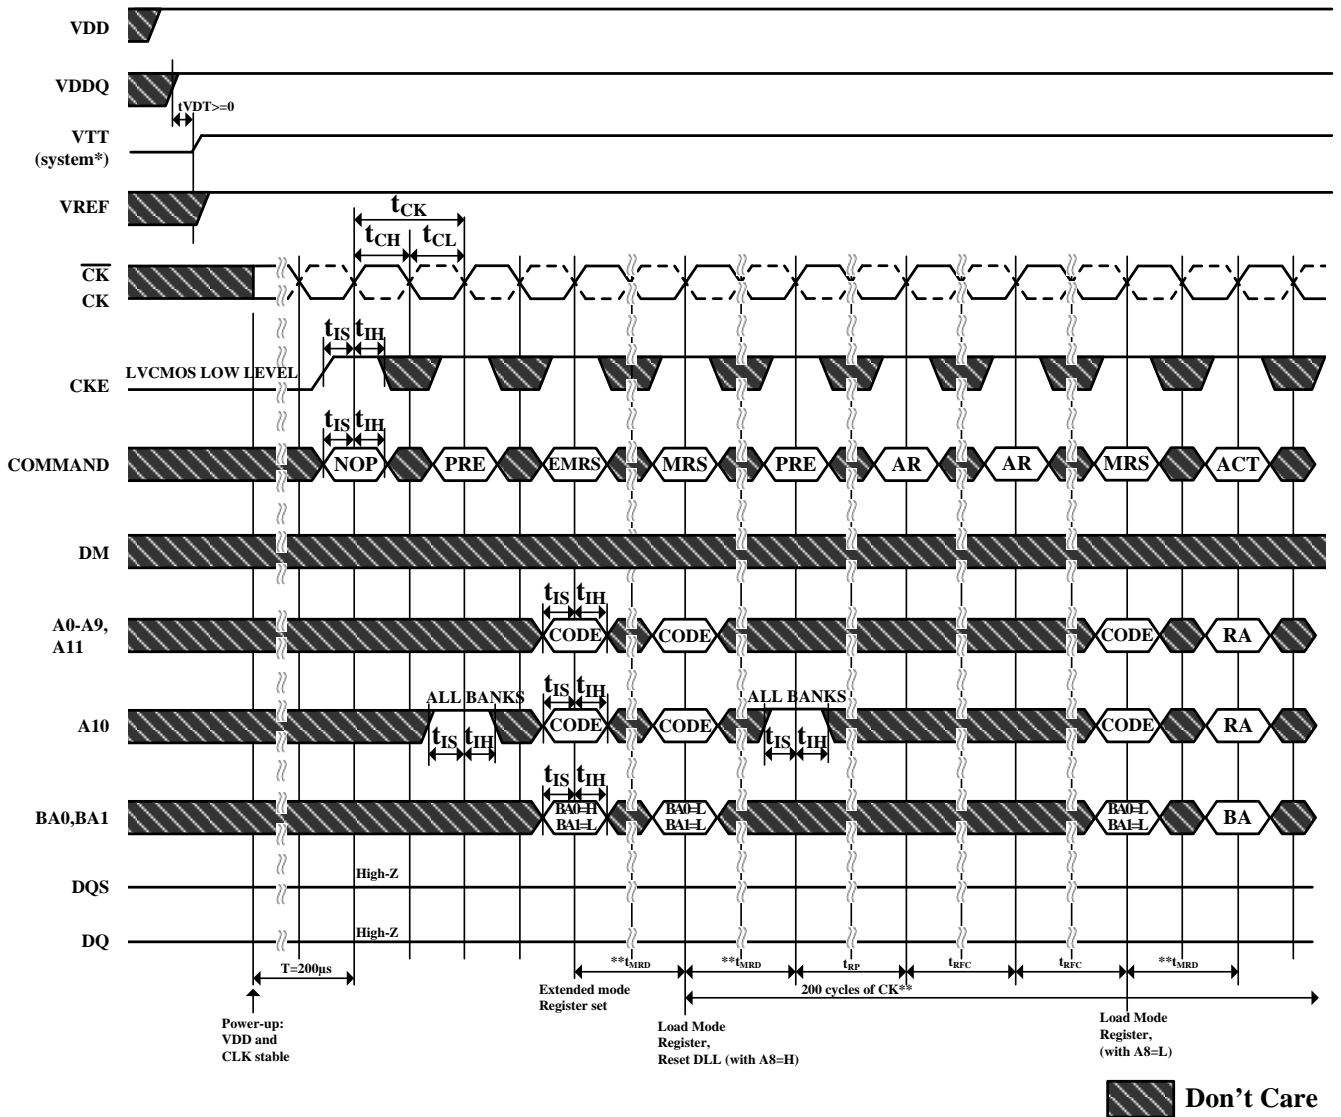 VDD
VDDQ
tVDT>=0
VTT
(system*)
VREF
tCK
tCH tCL
CK
CK
tIS tIH
LVCMOS LOW LEVEL
CKE
tIS tIH
COMMAND NOP PRE EMRS MRS PRE AR AR MRS ACT
DM
tIS tIH
A0-A9,
A11
CODE CODE CODE RA
ALL BANKS tIS tIH ALL BANKS
A10 CODE CODE CODE RA
tIS tIH tIS tIH
tIS tIH
BA0,BA1
BA0=H BA0=L BA0=L
BA1=L BA1=L BA1=L
BA
High-Z
DQS
High-Z
DQ
T=200μs **tMRD **tMRD tRP tRFC tRFC **tMRD
200 cycles of CK**
Extended mode
Register set
Power-up:
VDD and
CLK stable
Load Mode
Register,
Reset DLL (with A8=H)
Load Mode
Register,
(with A8=L)
Don't Care